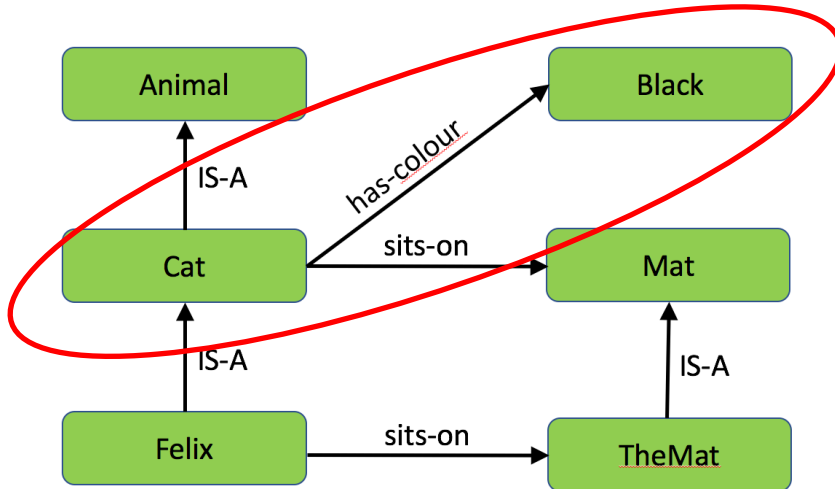 Animal
Black
IS-A
has-colour
Cat
sits-on
Mat
IS-A
IS-A
Felix
sits-on
TheMat